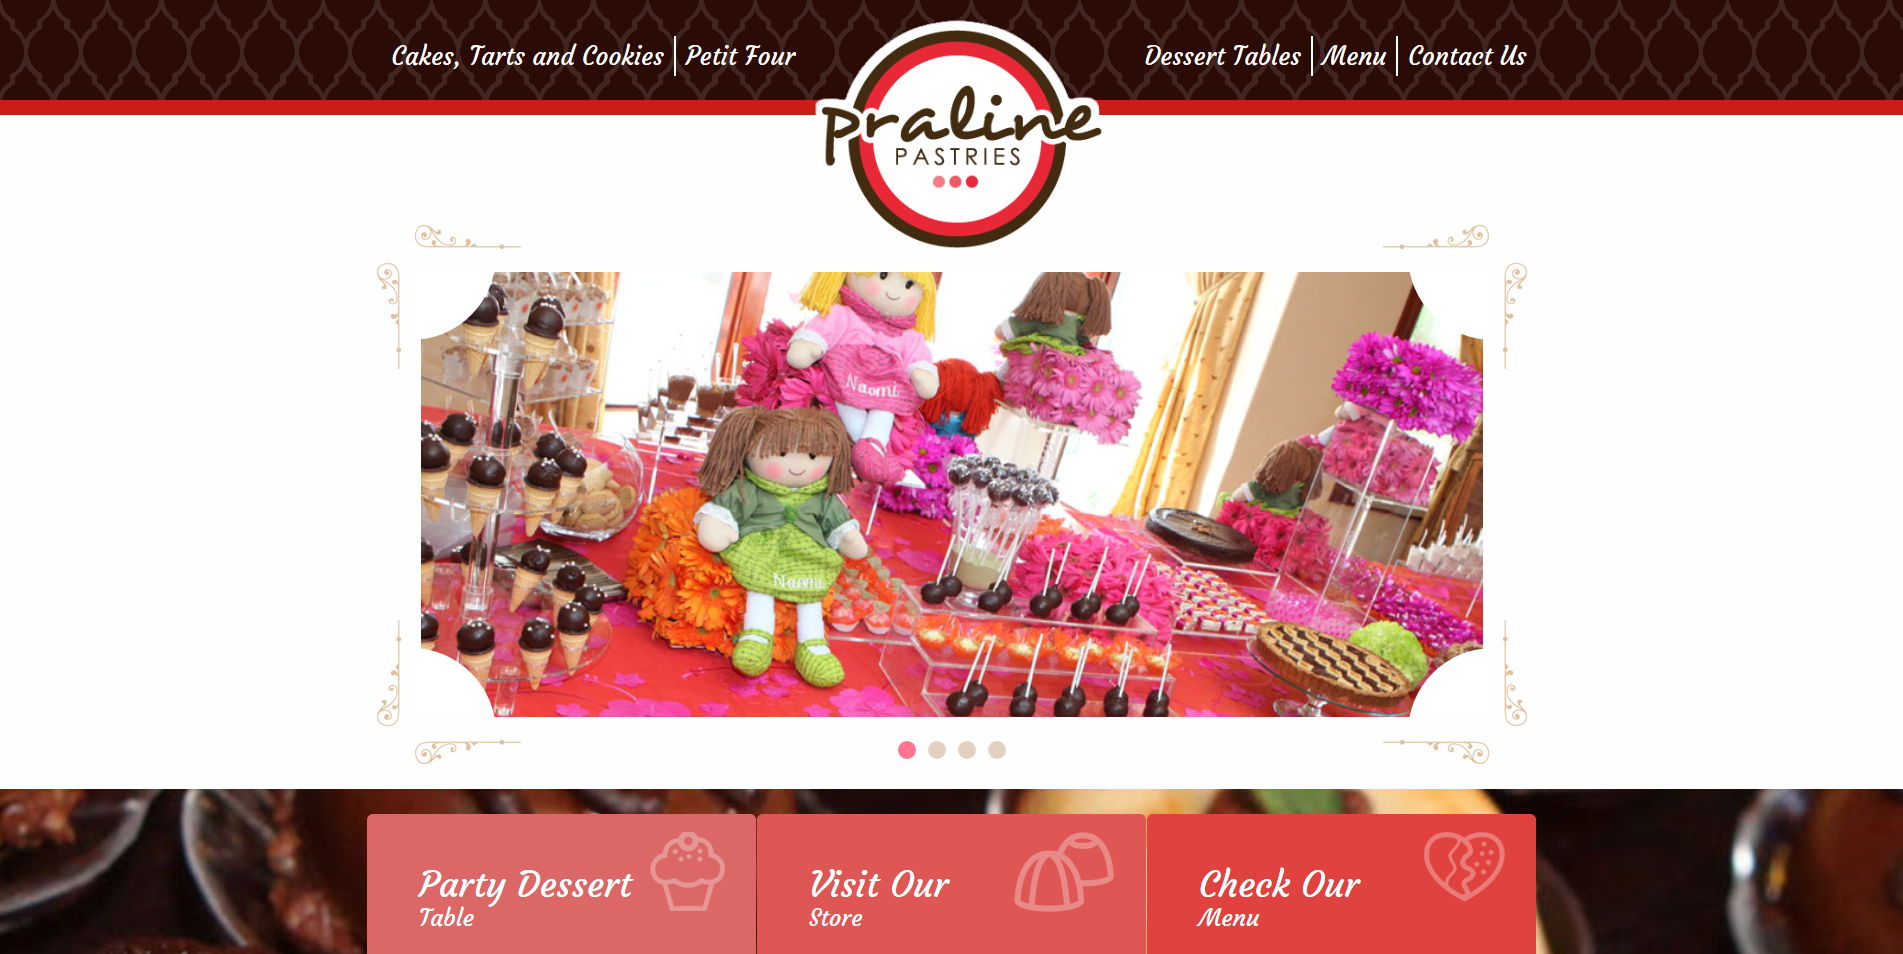 Cakes, Tarts and Cookies
Petit Four
praline
PASTRIES
Dessert Tables
Menu
Contact Us
Naomi
Naomi
Party Dessert
Table
Visit Our
Store
Check Our
Menu